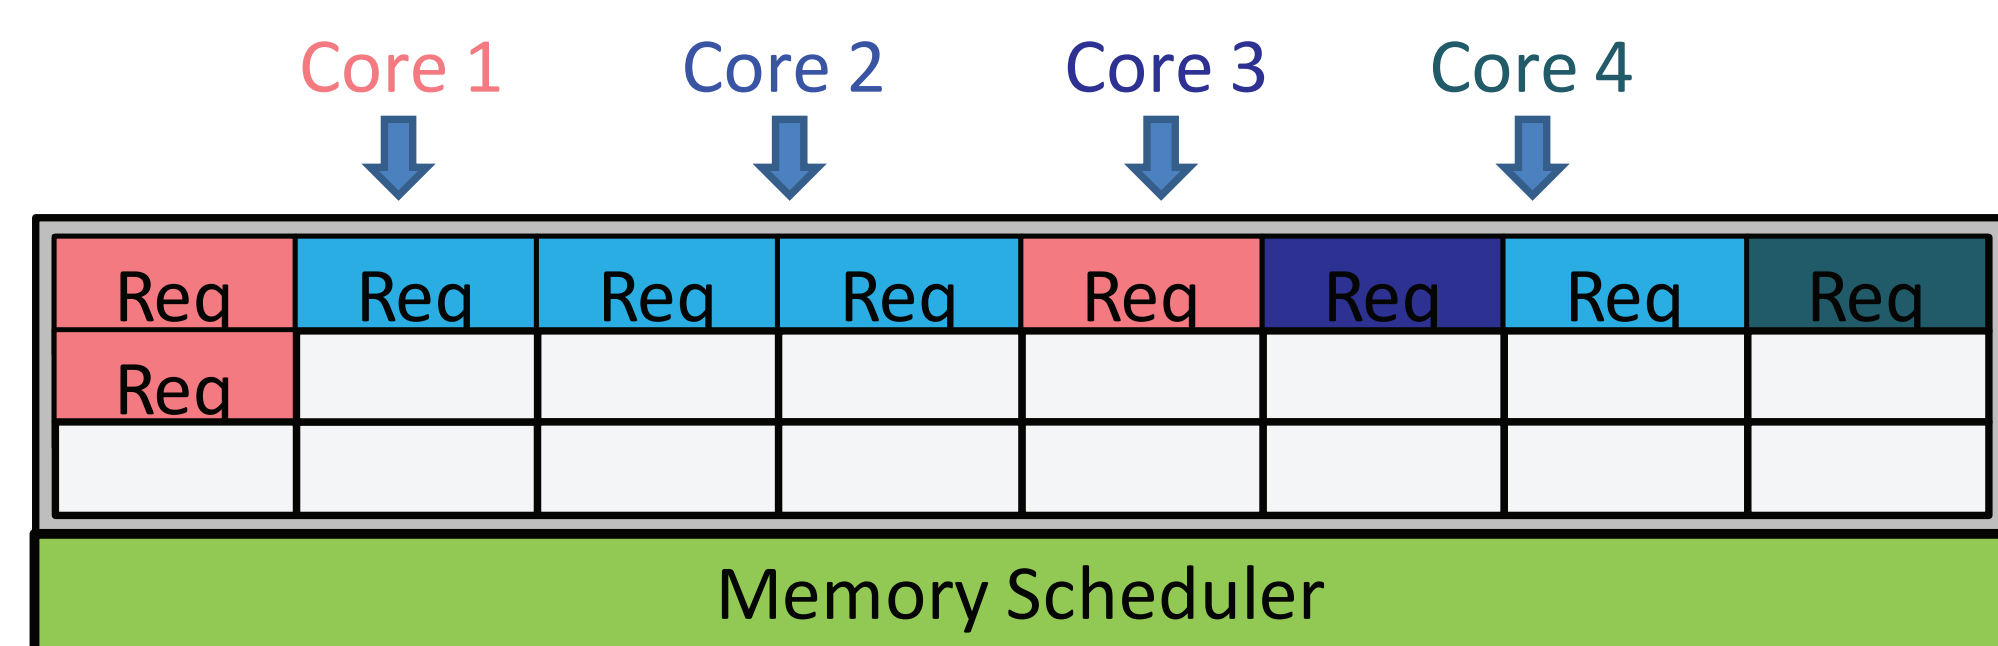 Core 1 Core 2 Core 3 Core 4
Req Req Req Req Req Req Req Req
Req
Memory Scheduler